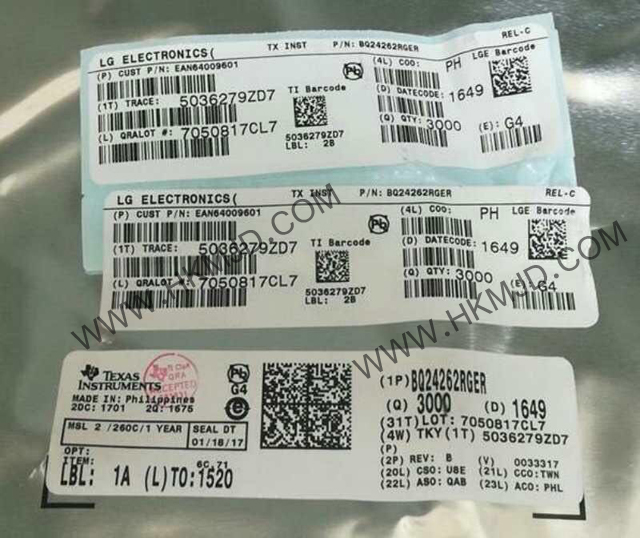 LG ELECTRONICS( TX INST P/N: BQ24262RGER REL-C
(P) CUST P/N: EAN64009601 (4L) COO: PH LGE Barcode
(1T) TRACE: 5036279ZD7 TI Barcode (D) DATECODE: 1649
(L) QRALOT #: 7050817CL7 5036279ZD7 (Q) QTY: 3000 (E): G4
LBL: 2B
LG ELECTRONICS( TX INST P/N: BQ24262RGER REL-C
(P) CUST P/N: EAN64009601 (4L) COO: PH LGE Barcode
(1T) TRACE: 5036279ZD7 TI Barcode (D) DATECODE: 1649
(L) QRALOT #: 7050817CL7 5036279ZD7 (Q) QTY: 3000 (E): G4
LBL: 2B
WWW.HKMJD.COM
WWW.HKMJD.COM
TEXAS INSTRUMENTS
MADE IN: Philippines
2DC: 1701 2Q: 1675
G4
MSL 2 /260C/1 YEAR SEAL DT
01/18/17
OPT:
ITEM:
LBL: 1A (L)TO:1520
(1P)BQ24262RGER
(Q) 3000 (D) 1649
(31T)LOT: 7050817CL7
(4W) TKY(1T) 5036279ZD7
(P)
(2P) REV: B (V) 0033317
(20L) CSO: U8E (21L) CCO:TWN
(22L) ASO: QAB (23L) ACO: PHL